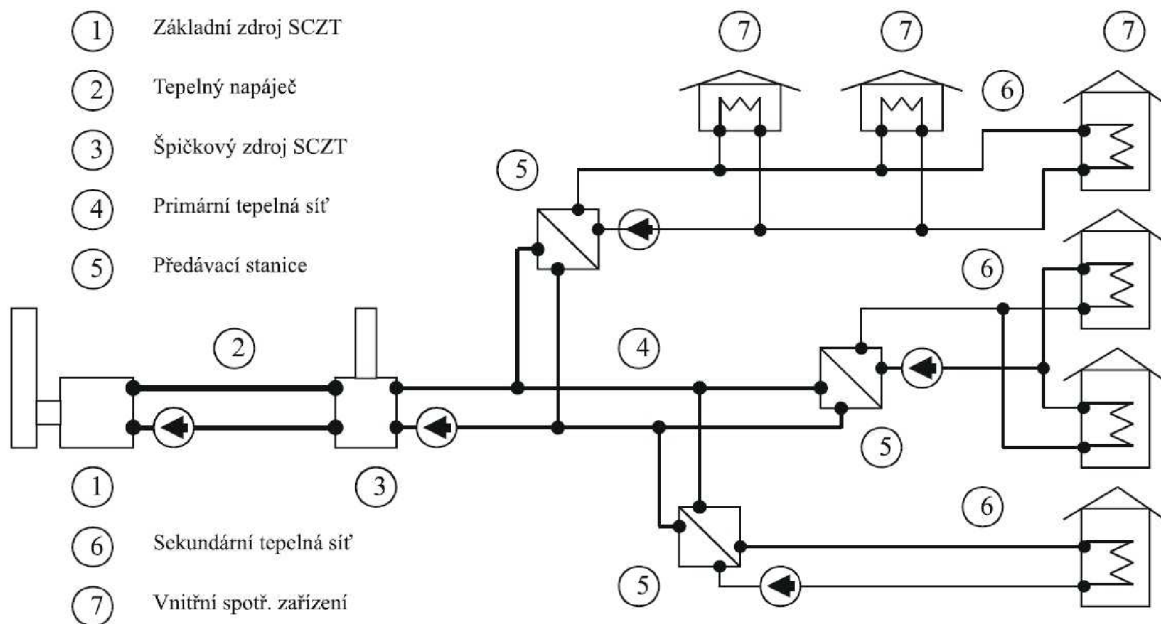 1 Základní zdroj SCZT
2 Tepelný napáječ
3 Špičkový zdroj SCZT
4 Primární tepelná síť
5 Předávací stanice
7 7 7
6
5
6
2 4
5
1 3
6
5
6 Sekundární tepelná síť
7 Vnitřní spotř. zařízení